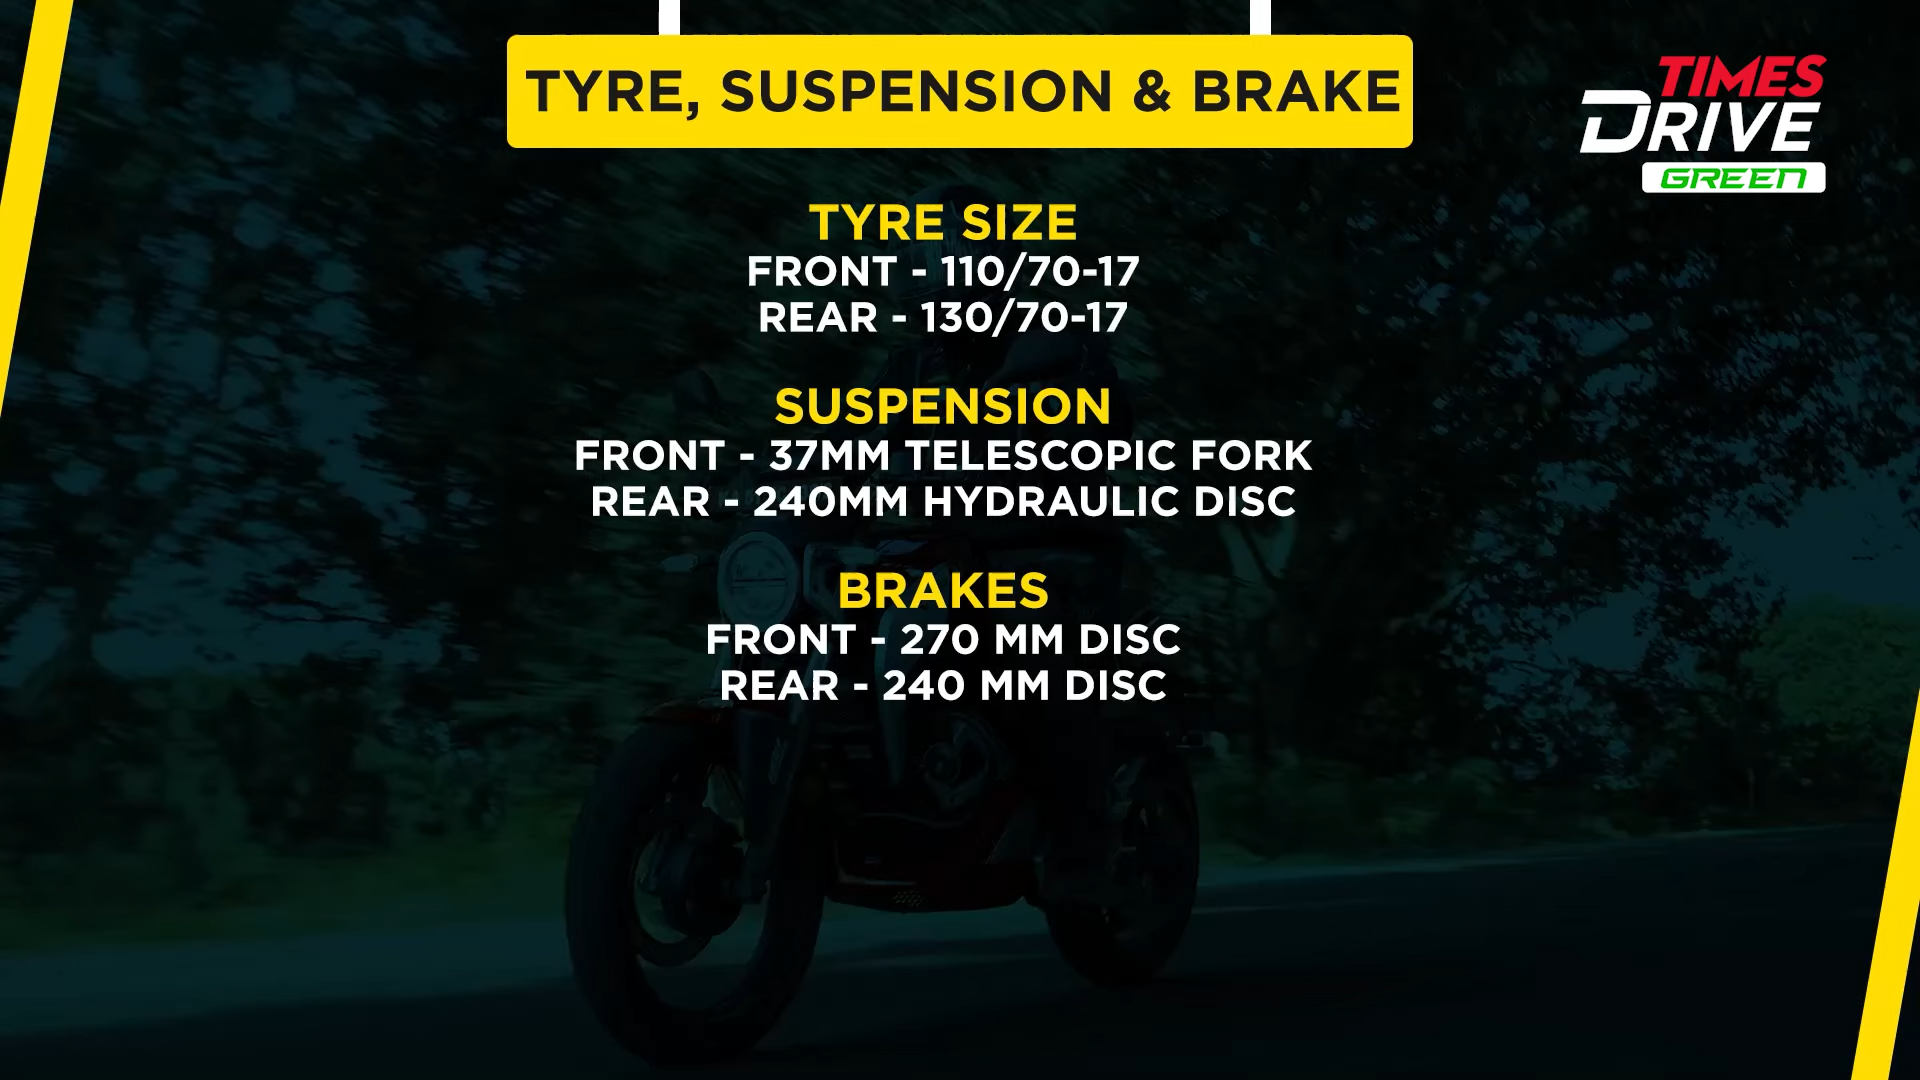 TYRE, SUSPENSION & BRAKE
TIMES
DRIVE
GREEN
TYRE SIZE
FRONT - 110/70-17
REAR - 130/70-17
SUSPENSION
FRONT - 37MM TELESCOPIC FORK
REAR - 240MM HYDRAULIC DISC
BRAKES
FRONT - 270 MM DISC
REAR - 240 MM DISC